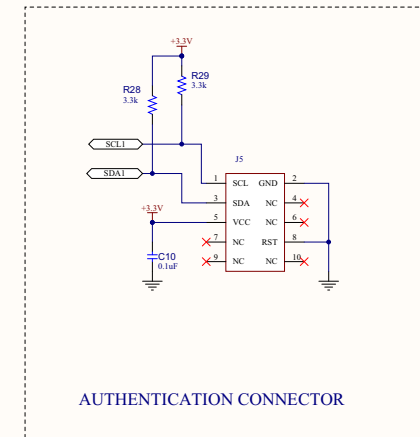 +3.3V
R28
3.3k
R29
3.3k
SCL1
SDA1
J5
1 SCL GND 2
3 SDA NC 4
+3.3V
5 VCC NC 6
7 NC RST 8
9 NC NC 10
C10
0.1uF
AUTHENTICATION CONNECTOR